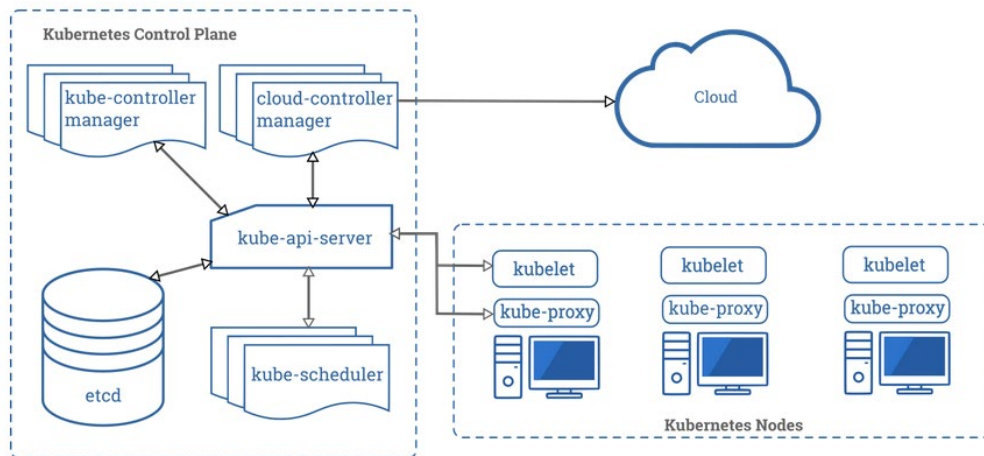 Kubernetes Control Plane
kube-controller
manager
cloud-controller
manager
Cloud
kube-api-server
etcd
kube-scheduler
kubelet
kube-proxy
kubelet
kube-proxy
kubelet
kube-proxy
Kubernetes Nodes